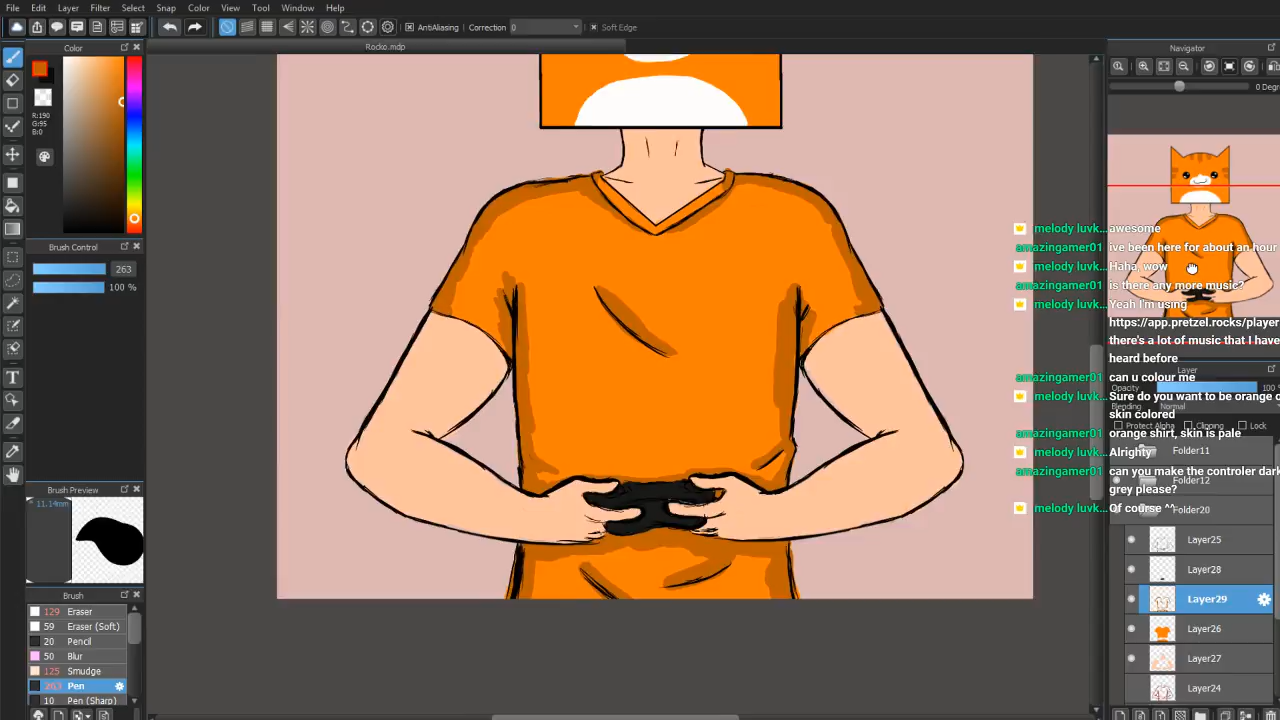 File Edit Layer Filter Select Snap Color View Tool Window Help
AntiAliasing Correction 0 Soft Edge
Rocko.mdp
Color
R:190
G:95
B:0
Brush Control
263
100 %
Brush Preview
* 11.14mm
Brush
129 Eraser
59 Eraser (Soft)
20 Pencil
50 Blur
125 Smudge
263 Pen
10 Pen (Sharp)
Navigator
0 Degr
melody luvk... awesome
amazingamer01 ive been here for about an hour
melody luvk... Haha, wow
amazingamer01 is there any more music?
melody luvk... Yeah I'm using
https://app.pretzel.rocks/player
there's a lot of music that I have
heard before
amazingamer01 can u colour me
melody luvk... Sure do you want to be orange o
skin colored
amazingamer01 orange shirt, skin is pale
melody luvk... Alrighty
amazingamer01 can you make the controler dark
grey please?
melody luvk... Of course ^^
Layer
Opacity 100 %
Blending Normal
Protect Alpha Clipping Lock
Folder11
Folder12
Folder20
Layer25
Layer28
Layer29
Layer26
Layer27
Layer24